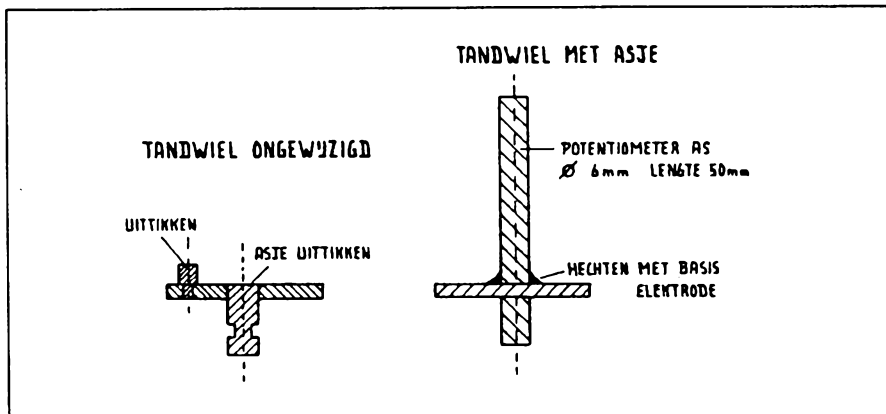 TANDWIEL MET ASJE
TANDWIEL ONGEWIJZIGD
POTENTIOMETER AS
Ø 6mm LENGTE 50mm
UITTIKKEN
ASJE UITTIKKEN
HECHTEN MET BASIS
ELEKTRODE